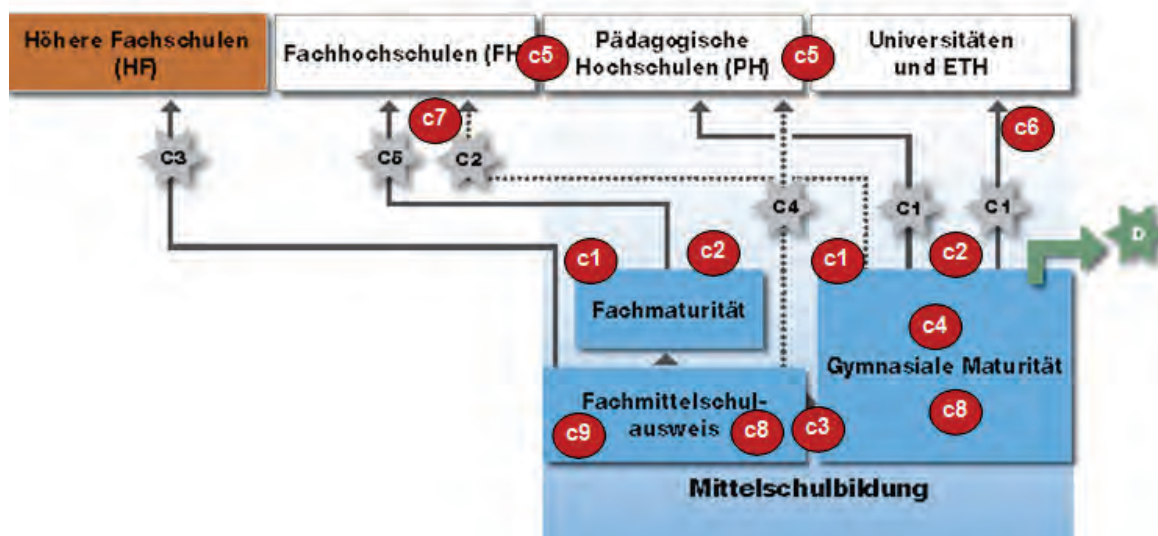 Höhere Fachschulen
(HF)
Fachhochschulen (FH
c5
Pädagogische
Hochschulen (PH)
c5
Universitäten
und ETH
c7
c6
C3
C5
C2
C4
C1
C1
D
c1
c2
c1
c2
Fachmaturität
c4
Gymnasiale Maturität
Fachmittelschul-
ausweis
c9
c8
c3
c8
Mittelschulbildung